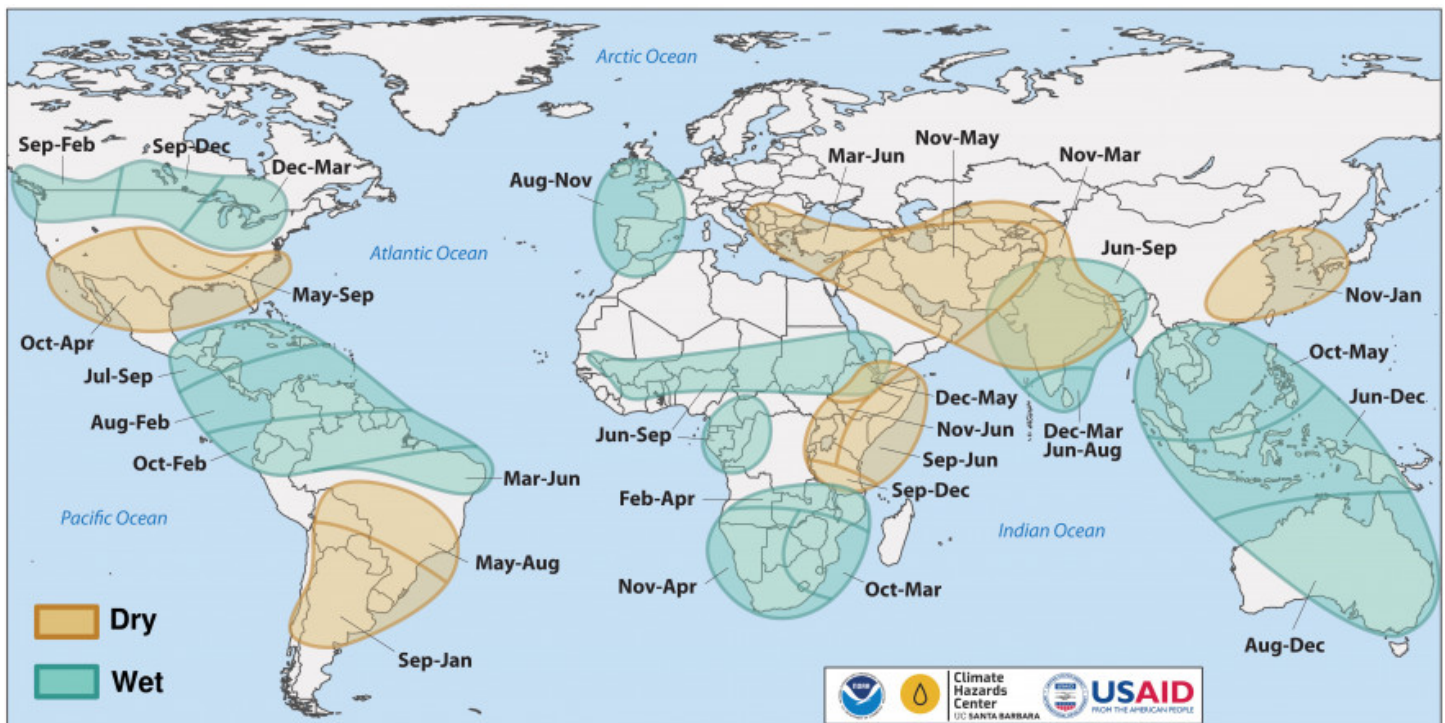 Arctic Ocean
Sep-Feb
Sep-Dec
Dec-Mar
Aug-Nov
Mar-Jun
Nov-May
Nov-Mar
Jun-Sep
Atlantic Ocean
May-Sep
Nov-Jan
Oct-Apr
Oct-May
Jul-Sep
Dec-May
Jun-Dec
Aug-Feb
Jun-Sep
Nov-Jun
Dec-Mar
Jun-Aug
Oct-Feb
Sep-Jun
Mar-Jun
Feb-Apr
Sep-Dec
Pacific Ocean
Indian Ocean
May-Aug
Nov-Apr
Oct-Mar
Dry
Aug-Dec
Sep-Jan
Wet
NOAA
Climate
Hazards
Center
UC SANTA BARBARA
USAID
USAID
FROM THE AMERICAN PEOPLE